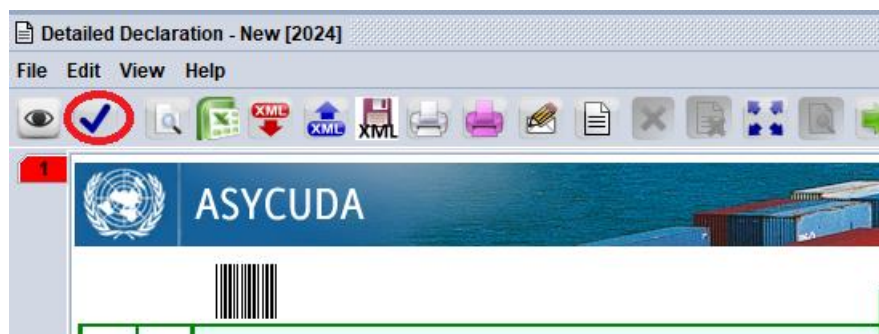 Detailed Declaration - New [2024]
File Edit View Help
XML XML XML
1
ASYCUDA